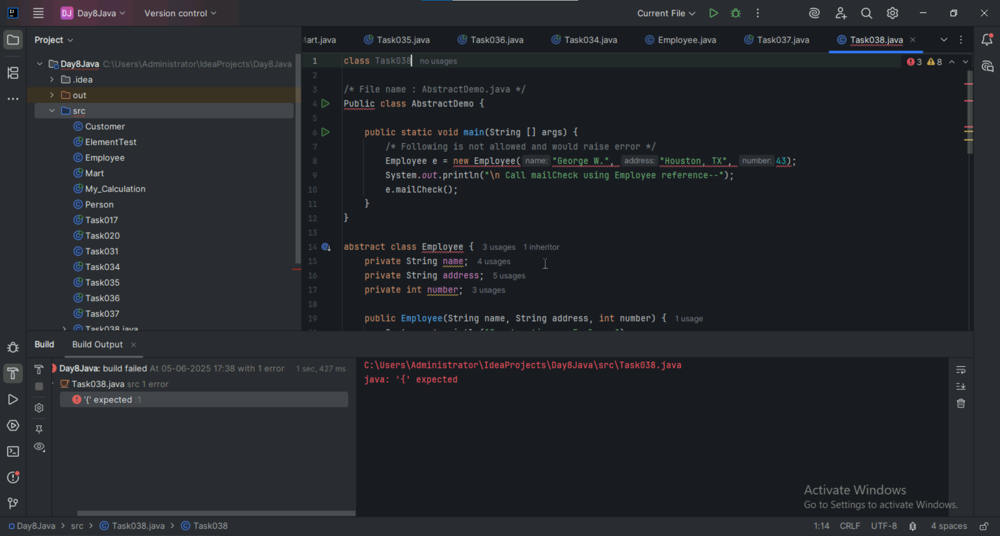 DJ Day8Java Version control Current File
Project
Day8Java C:\Users\Administrator\IdeaProjects\Day8Java
.idea
out
src
Customer
ElementTest
Employee
Mart
My_Calculation
Person
Task017
Task020
Task031
Task034
Task035
Task036
Task037
Task038.java
art.java Task035.java Task036.java Task034.java Employee.java Task037.java Task038.java
1 class Task038 no usages
3 8
2
3 /* File name : AbstractDemo.java */
4 Public class AbstractDemo {
5
6 public static void main(String [] args) {
7 /* Following is not allowed and would raise error */
8 Employee e = new Employee( name: "George W.", address: "Houston, TX", number: 43);
9 System.out.println("\n Call mailCheck using Employee reference--");
10 e.mailCheck();
11 }
12 }
13
14 abstract class Employee { 3 usages 1 inheritor
15 private String name; 4 usages
16 private String address; 5 usages
17 private int number; 3 usages
18
19 public Employee(String name, String address, int number) { 1 usage
Build Build Output
Day8Java: build failed At 05-06-2025 17:38 with 1 error 1 sec, 427 ms
Task038.java src 1 error
'{' expected :1
C:\Users\Administrator\IdeaProjects\Day8Java\src\Task038.java
java: '{' expected
Activate Windows
Go to Settings to activate Windows.
Day8Java > src > Task038.java > Task038
1:14 CRLF UTF-8 4 spaces